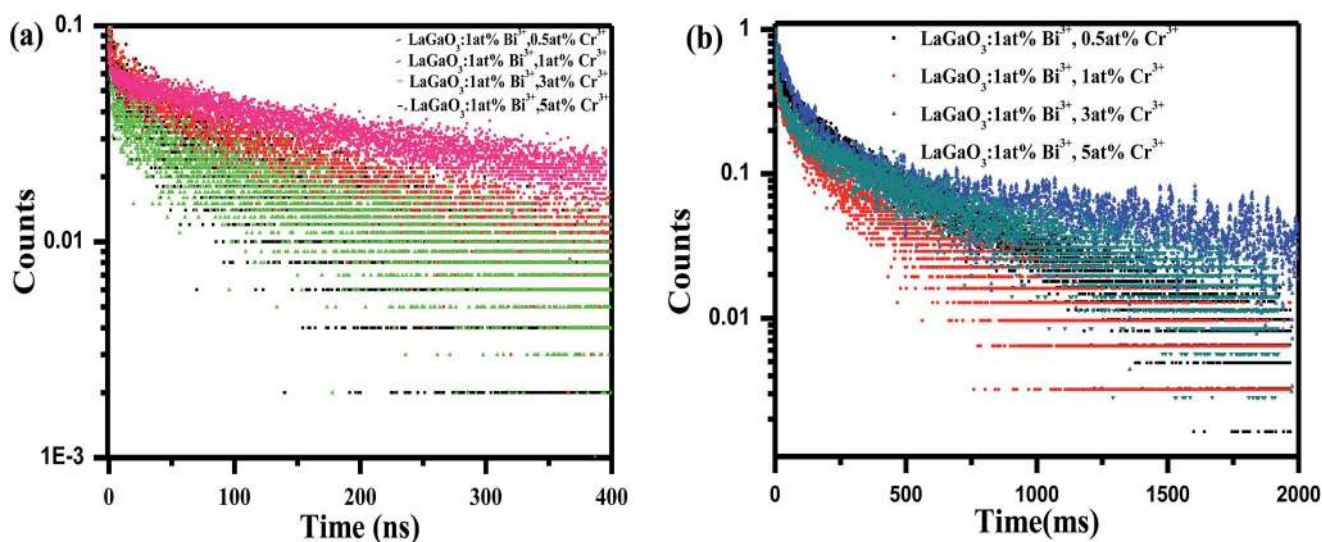 (a)
0.1
0.01
1E-3
Counts
LaGaO₃:1at% Bi³⁺,0.5at% Cr³⁺
LaGaO₃:1at% Bi³⁺,1at% Cr³⁺
LaGaO₃:1at% Bi³⁺,3at% Cr³⁺
LaGaO₃:1at% Bi³⁺,5at% Cr³⁺
0 100 200 300 400
Time (ns)
(b)
1
0.1
0.01
Counts
LaGaO₃:1at% Bi³⁺, 0.5at% Cr³⁺
LaGaO₃:1at% Bi³⁺, 1at% Cr³⁺
LaGaO₃:1at% Bi³⁺, 3at% Cr³⁺
LaGaO₃:1at% Bi³⁺, 5at% Cr³⁺
0 500 1000 1500 2000
Time(ms)